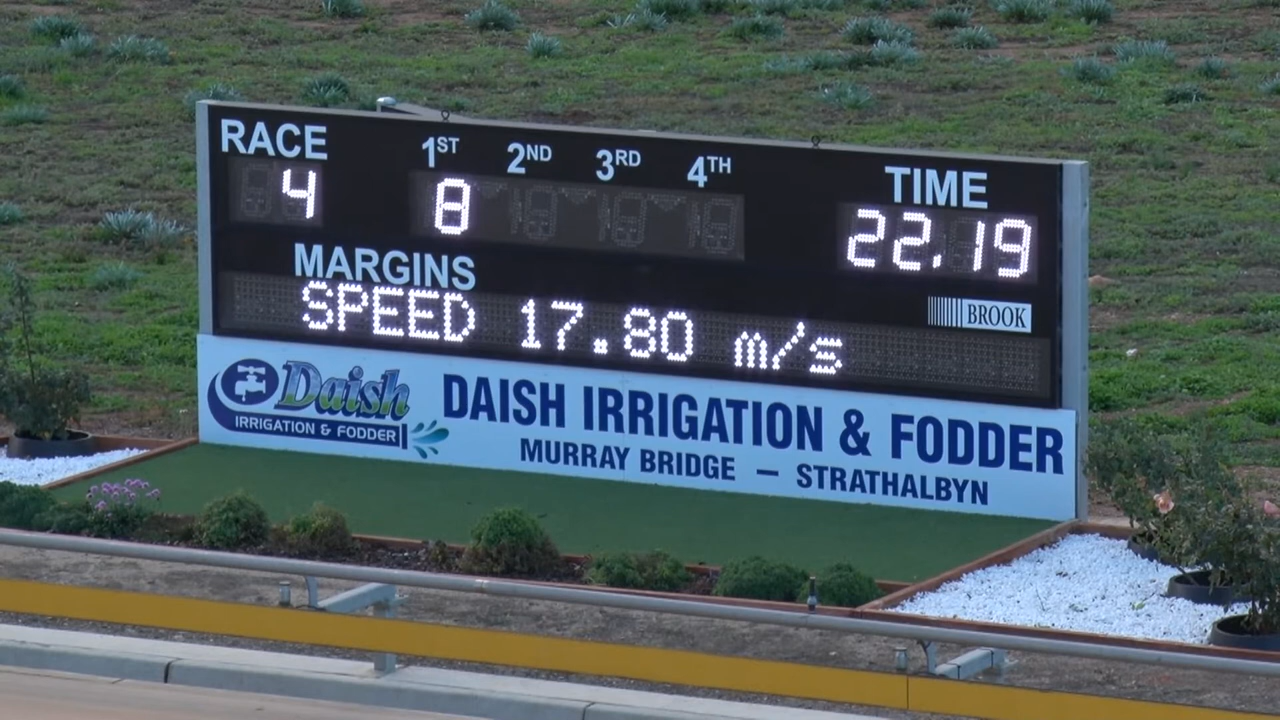 RACE 1ST 2ND 3RD 4TH TIME
4 8 22.19
MARGINS
SPEED 17.80 m/s
BROOK
Daish
IRRIGATION & FODDER
DAISH IRRIGATION & FODDER
MURRAY BRIDGE – STRATHALBYN